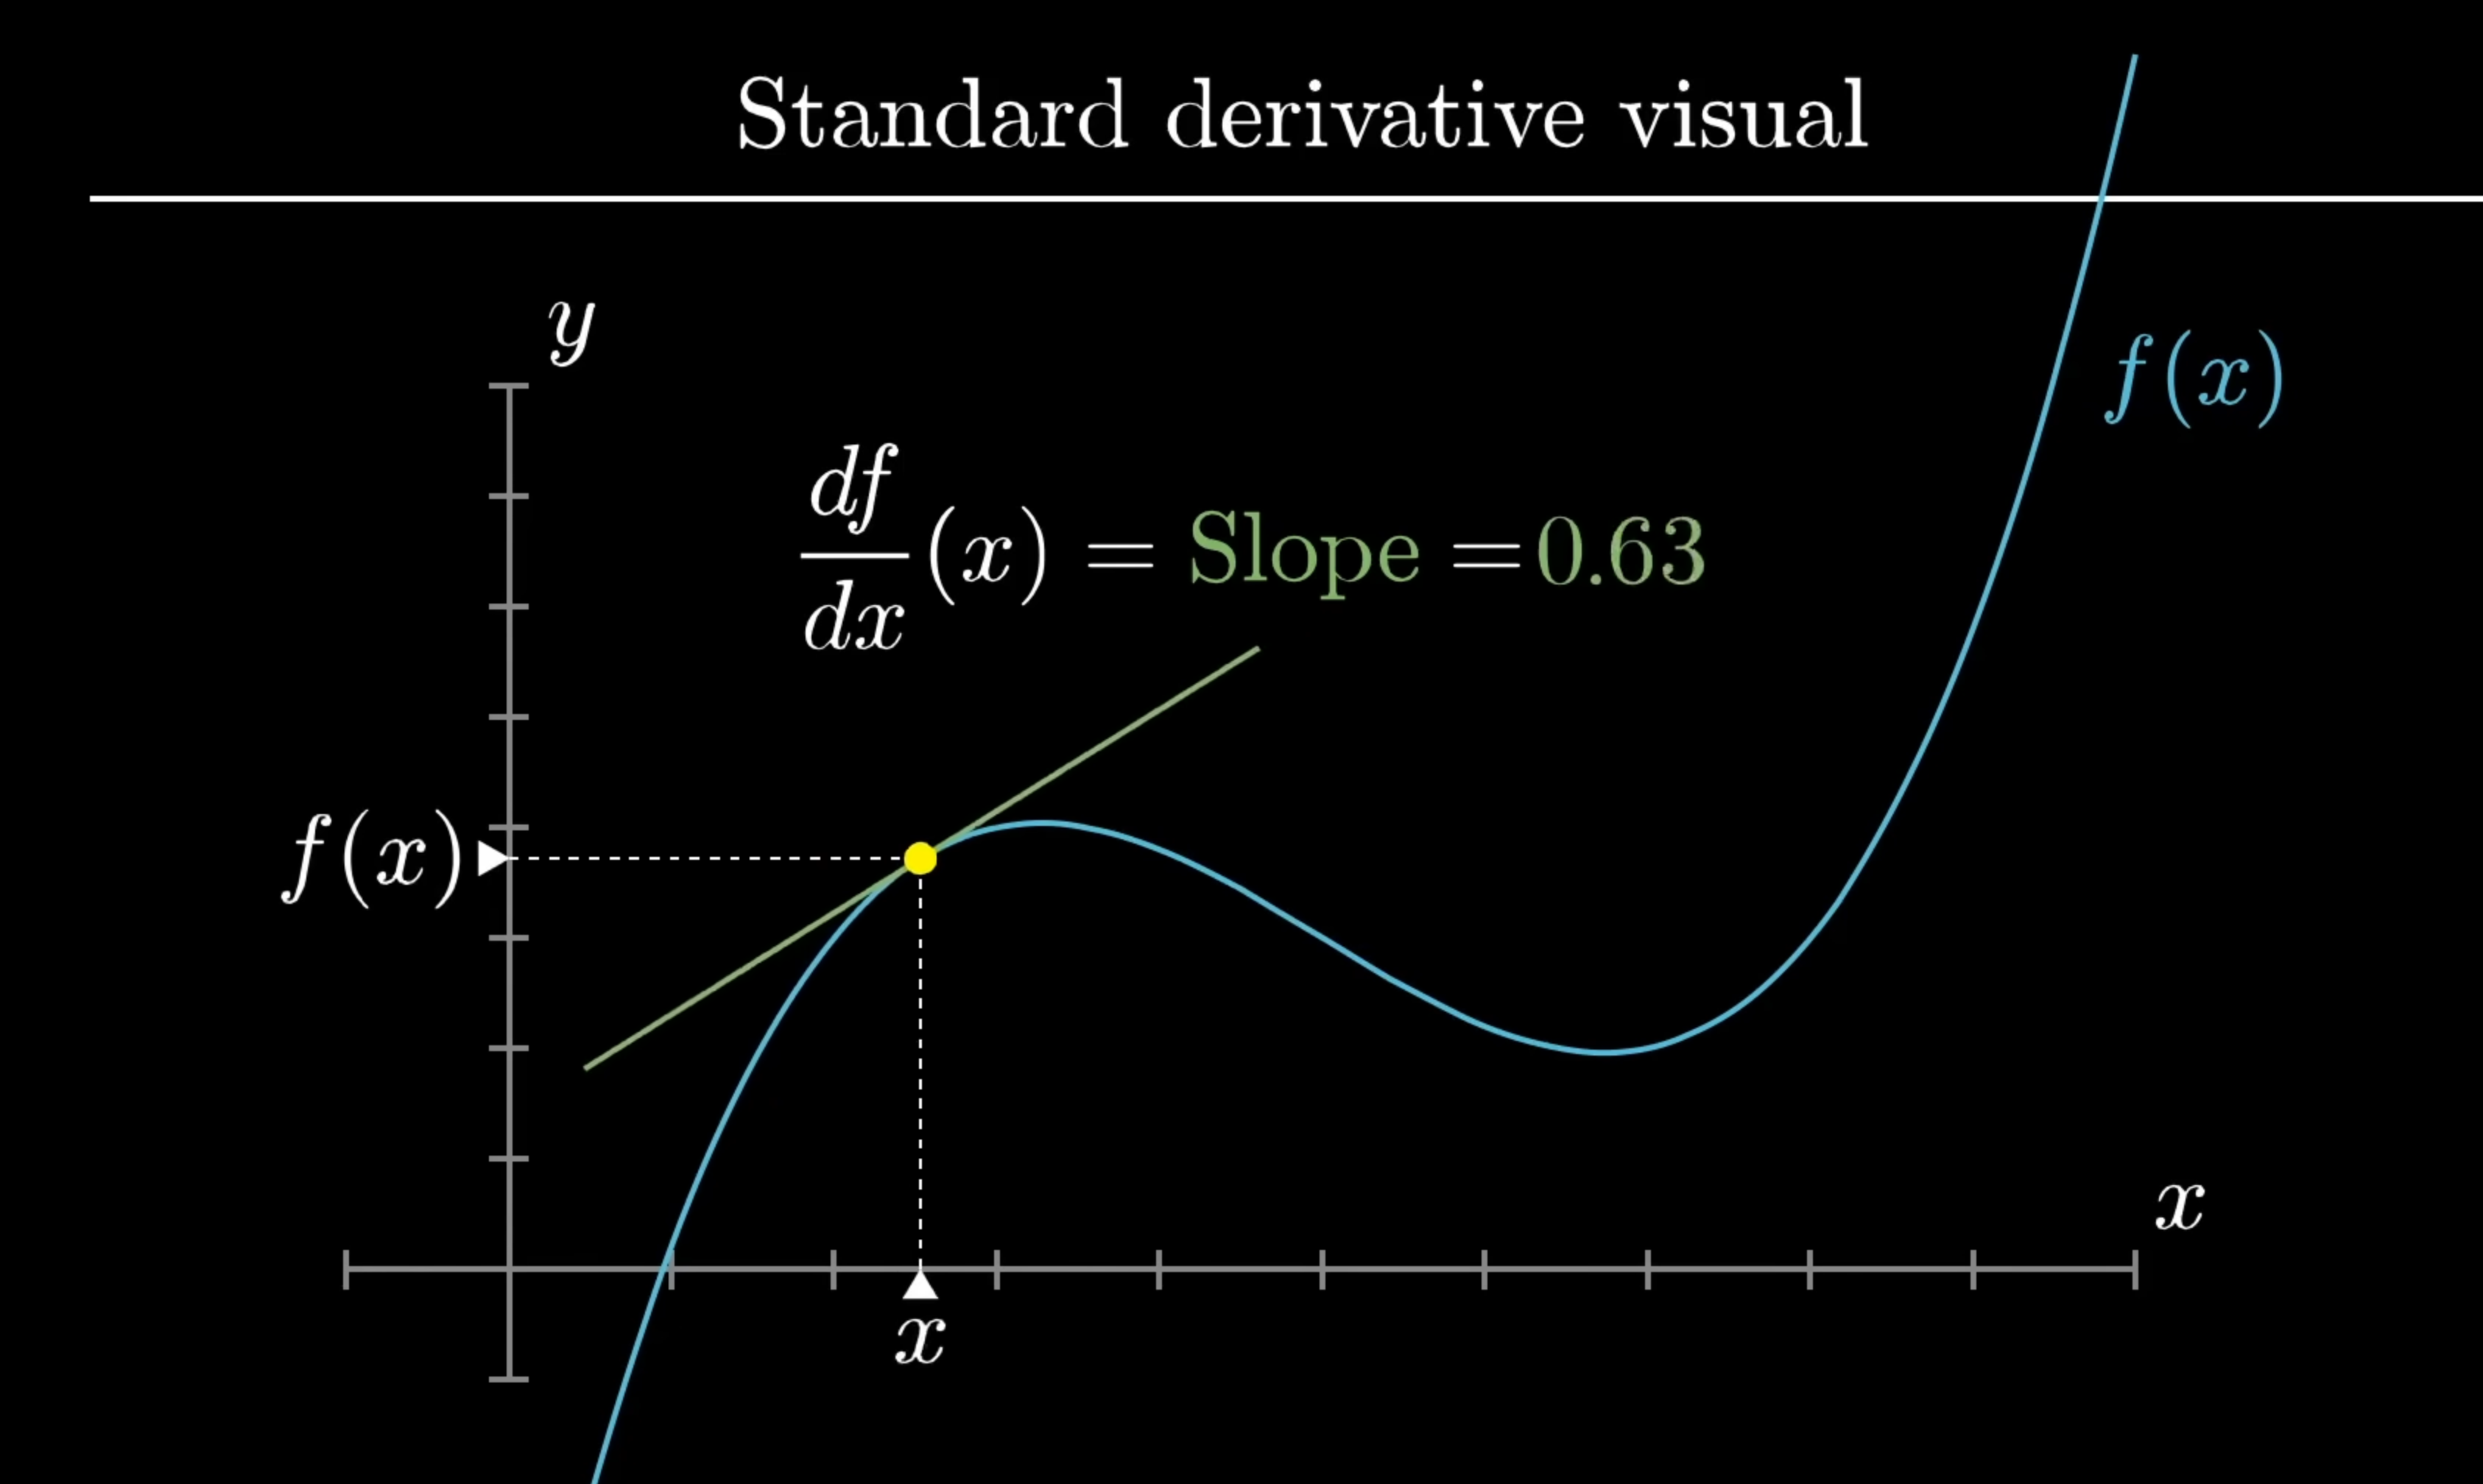 Standard derivative visual
y
f(x)
df/dx (x) = Slope = 0.63
f(x)
x
x